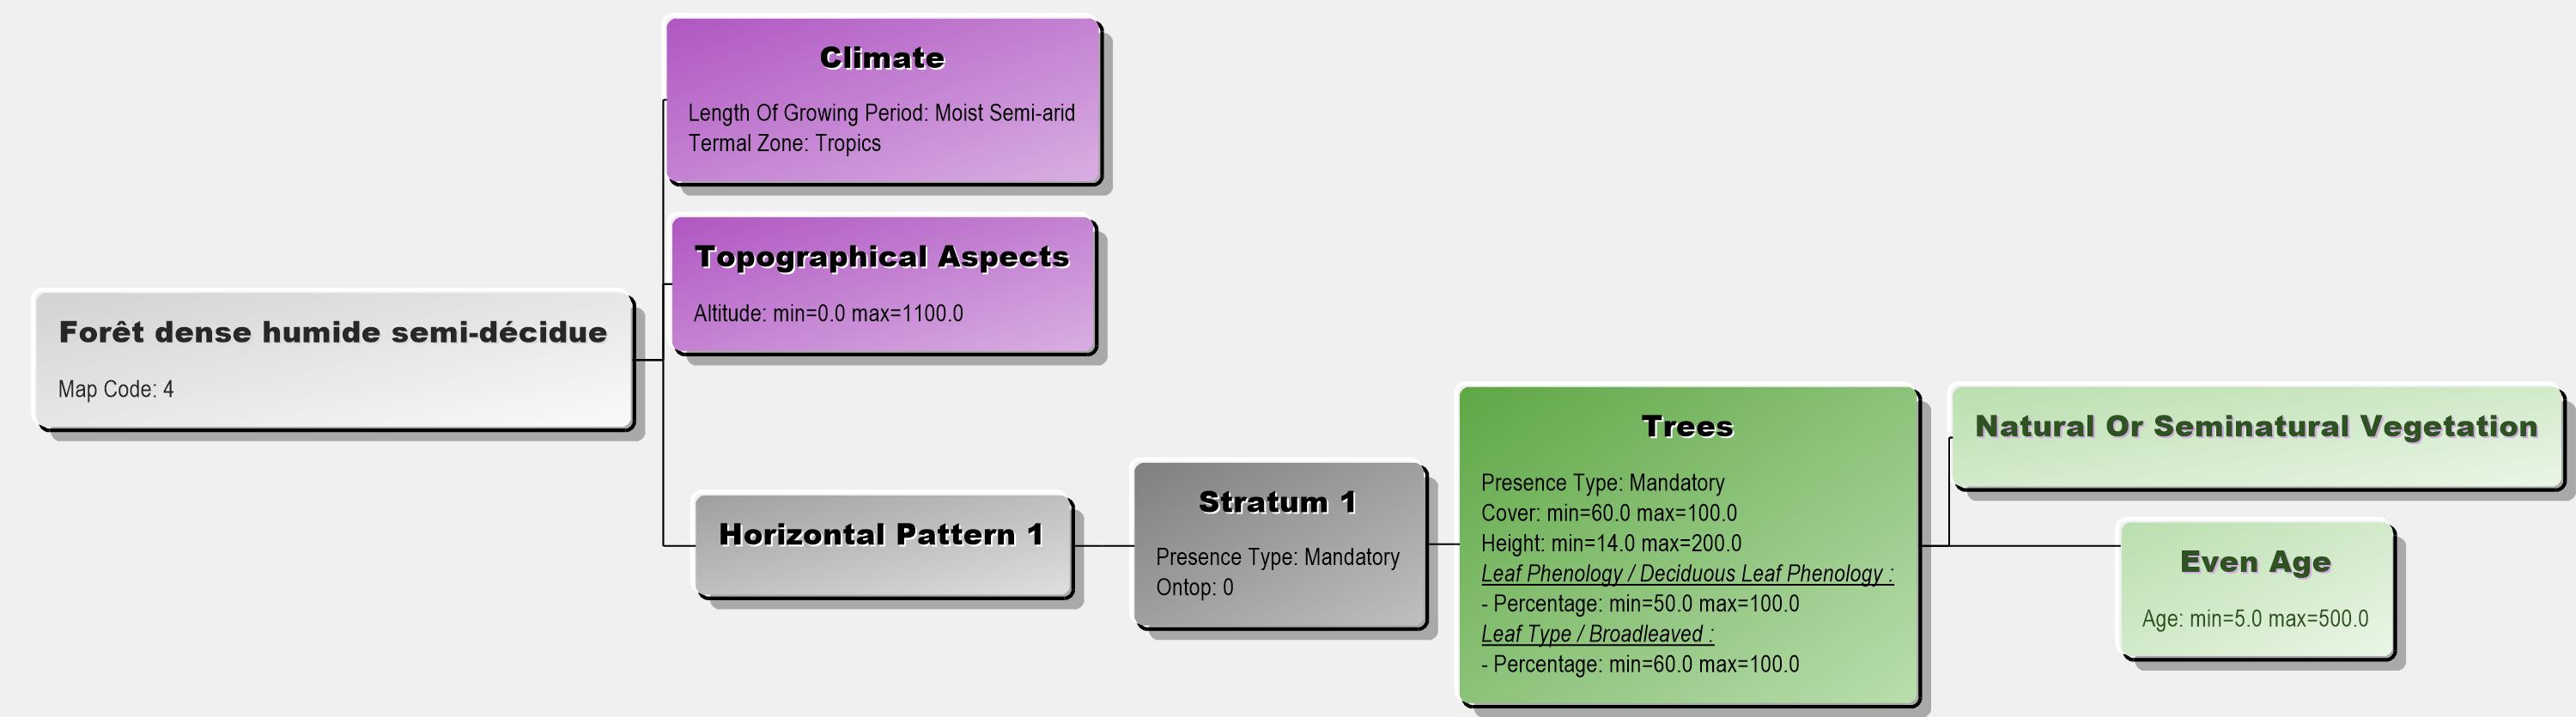 Climate
Length Of Growing Period: Moist Semi-arid
Termal Zone: Tropics
Topographical Aspects
Altitude: min=0.0 max=1100.0
Forêt dense humide semi-décidue
Map Code: 4
Horizontal Pattern 1
Stratum 1
Presence Type: Mandatory
Ontop: 0
Trees
Presence Type: Mandatory
Cover: min=60.0 max=100.0
Height: min=14.0 max=200.0
Leaf Phenology / Deciduous Leaf Phenology :
- Percentage: min=50.0 max=100.0
Leaf Type / Broadleaved :
- Percentage: min=60.0 max=100.0
Natural Or Seminatural Vegetation
Even Age
Age: min=5.0 max=500.0